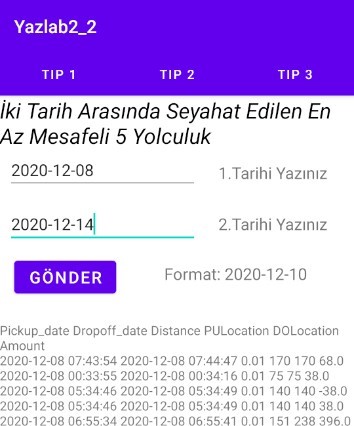 Yazlab2_2
TIP 1 TIP 2 TIP 3
İki Tarih Arasında Seyahat Edilen En
Az Mesafeli 5 Yolculuk
2020-12-08 1.Tarihi Yazınız
2020-12-14 2.Tarihi Yazınız
GÖNDER Format: 2020-12-10
Pickup_date Dropoff_date Distance PULocation DOLocation
Amount
2020-12-08 07:43:54 2020-12-08 07:44:47 0.01 170 170 68.0
2020-12-08 00:33:55 2020-12-08 00:34:16 0.01 75 75 38.0
2020-12-08 05:34:46 2020-12-08 05:34:49 0.01 140 140 -38.0
2020-12-08 05:34:46 2020-12-08 05:34:49 0.01 140 140 38.0
2020-12-08 06:55:34 2020-12-08 06:55:41 0.01 151 238 396.0